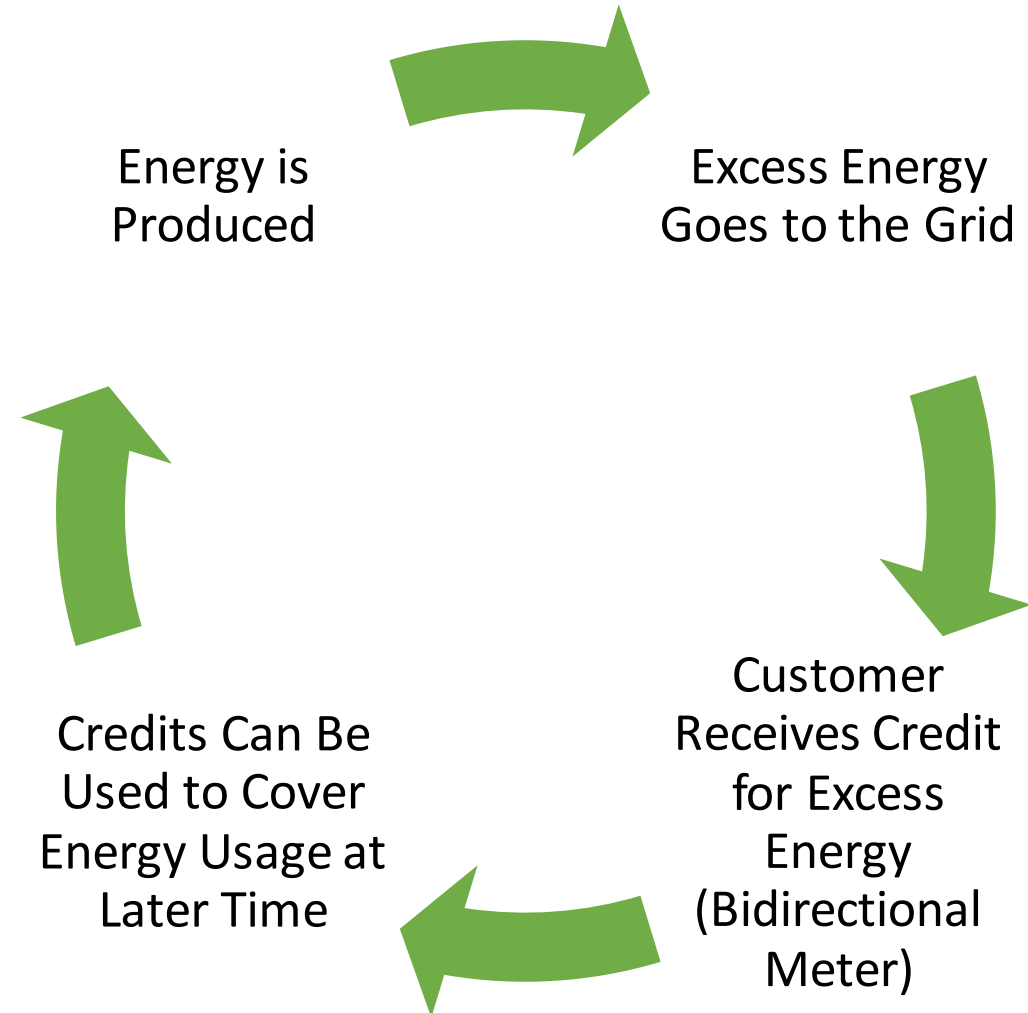 Energy is
Produced
Excess Energy
Goes to the Grid
Customer
Receives Credit
for Excess
Energy
(Bidirectional
Meter)
Credits Can Be
Used to Cover
Energy Usage at
Later Time